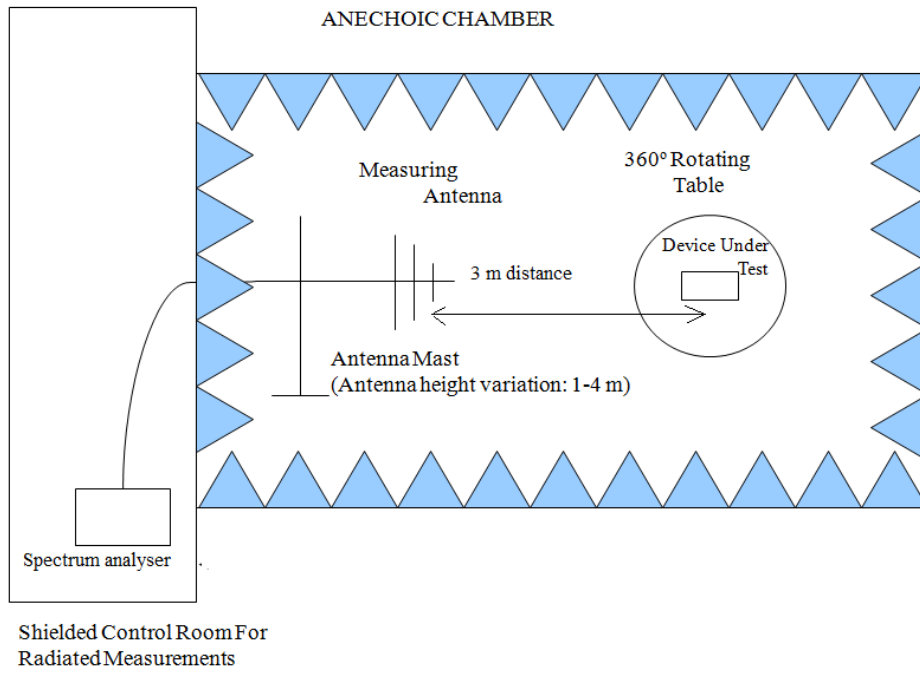 ANECHOIC CHAMBER
Measuring
Antenna
360º Rotating
Table
Device Under
Test
3 m distance
Antenna Mast
(Antenna height variation: 1-4 m)
Spectrum analyser
Shielded Control Room For
Radiated Measurements